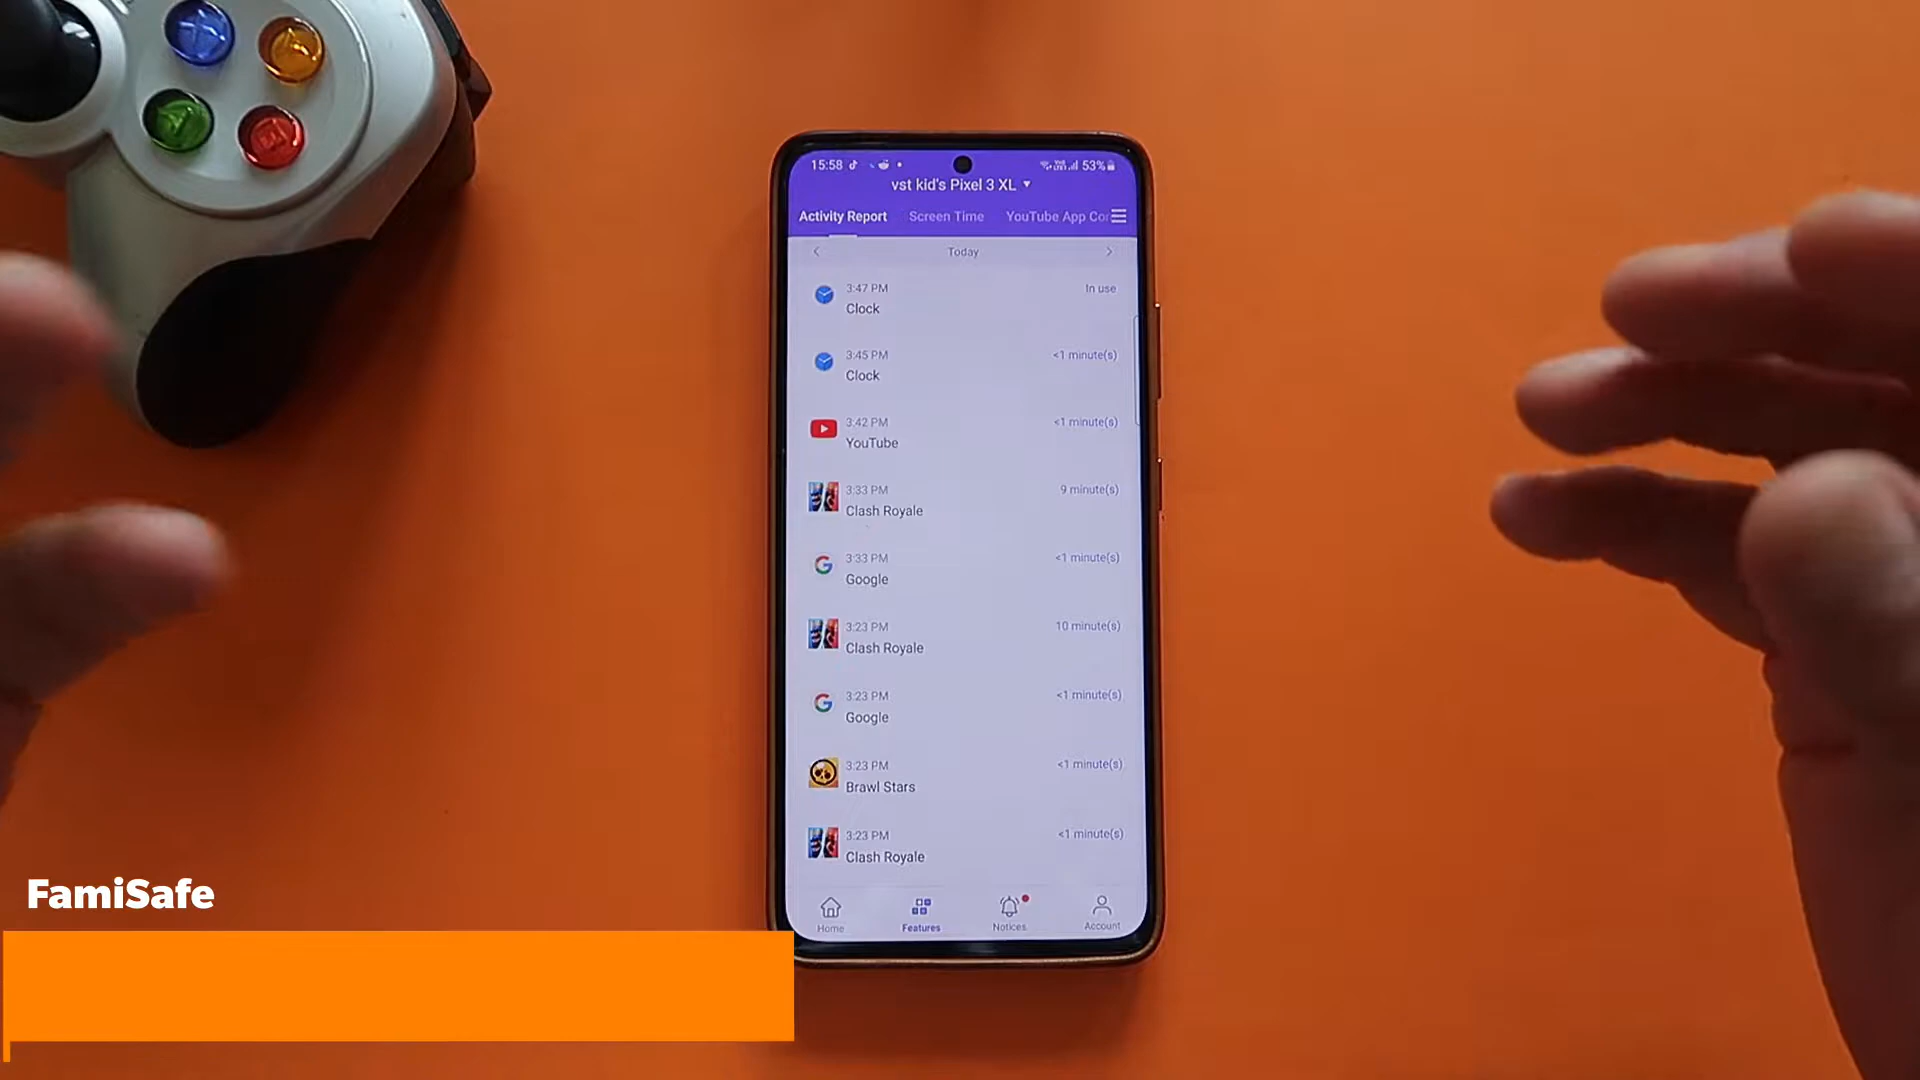 15:58
53%
vst kid's Pixel 3 XL
Activity Report Screen Time YouTube App Con
Today
3:47 PM In use
Clock
3:45 PM <1 minute(s)
Clock
3:42 PM <1 minute(s)
YouTube
3:33 PM 9 minute(s)
Clash Royale
3:33 PM <1 minute(s)
Google
3:23 PM 10 minute(s)
Clash Royale
3:23 PM <1 minute(s)
Google
3:23 PM <1 minute(s)
Brawl Stars
3:23 PM <1 minute(s)
Clash Royale
Home Features Notices Account
FamiSafe